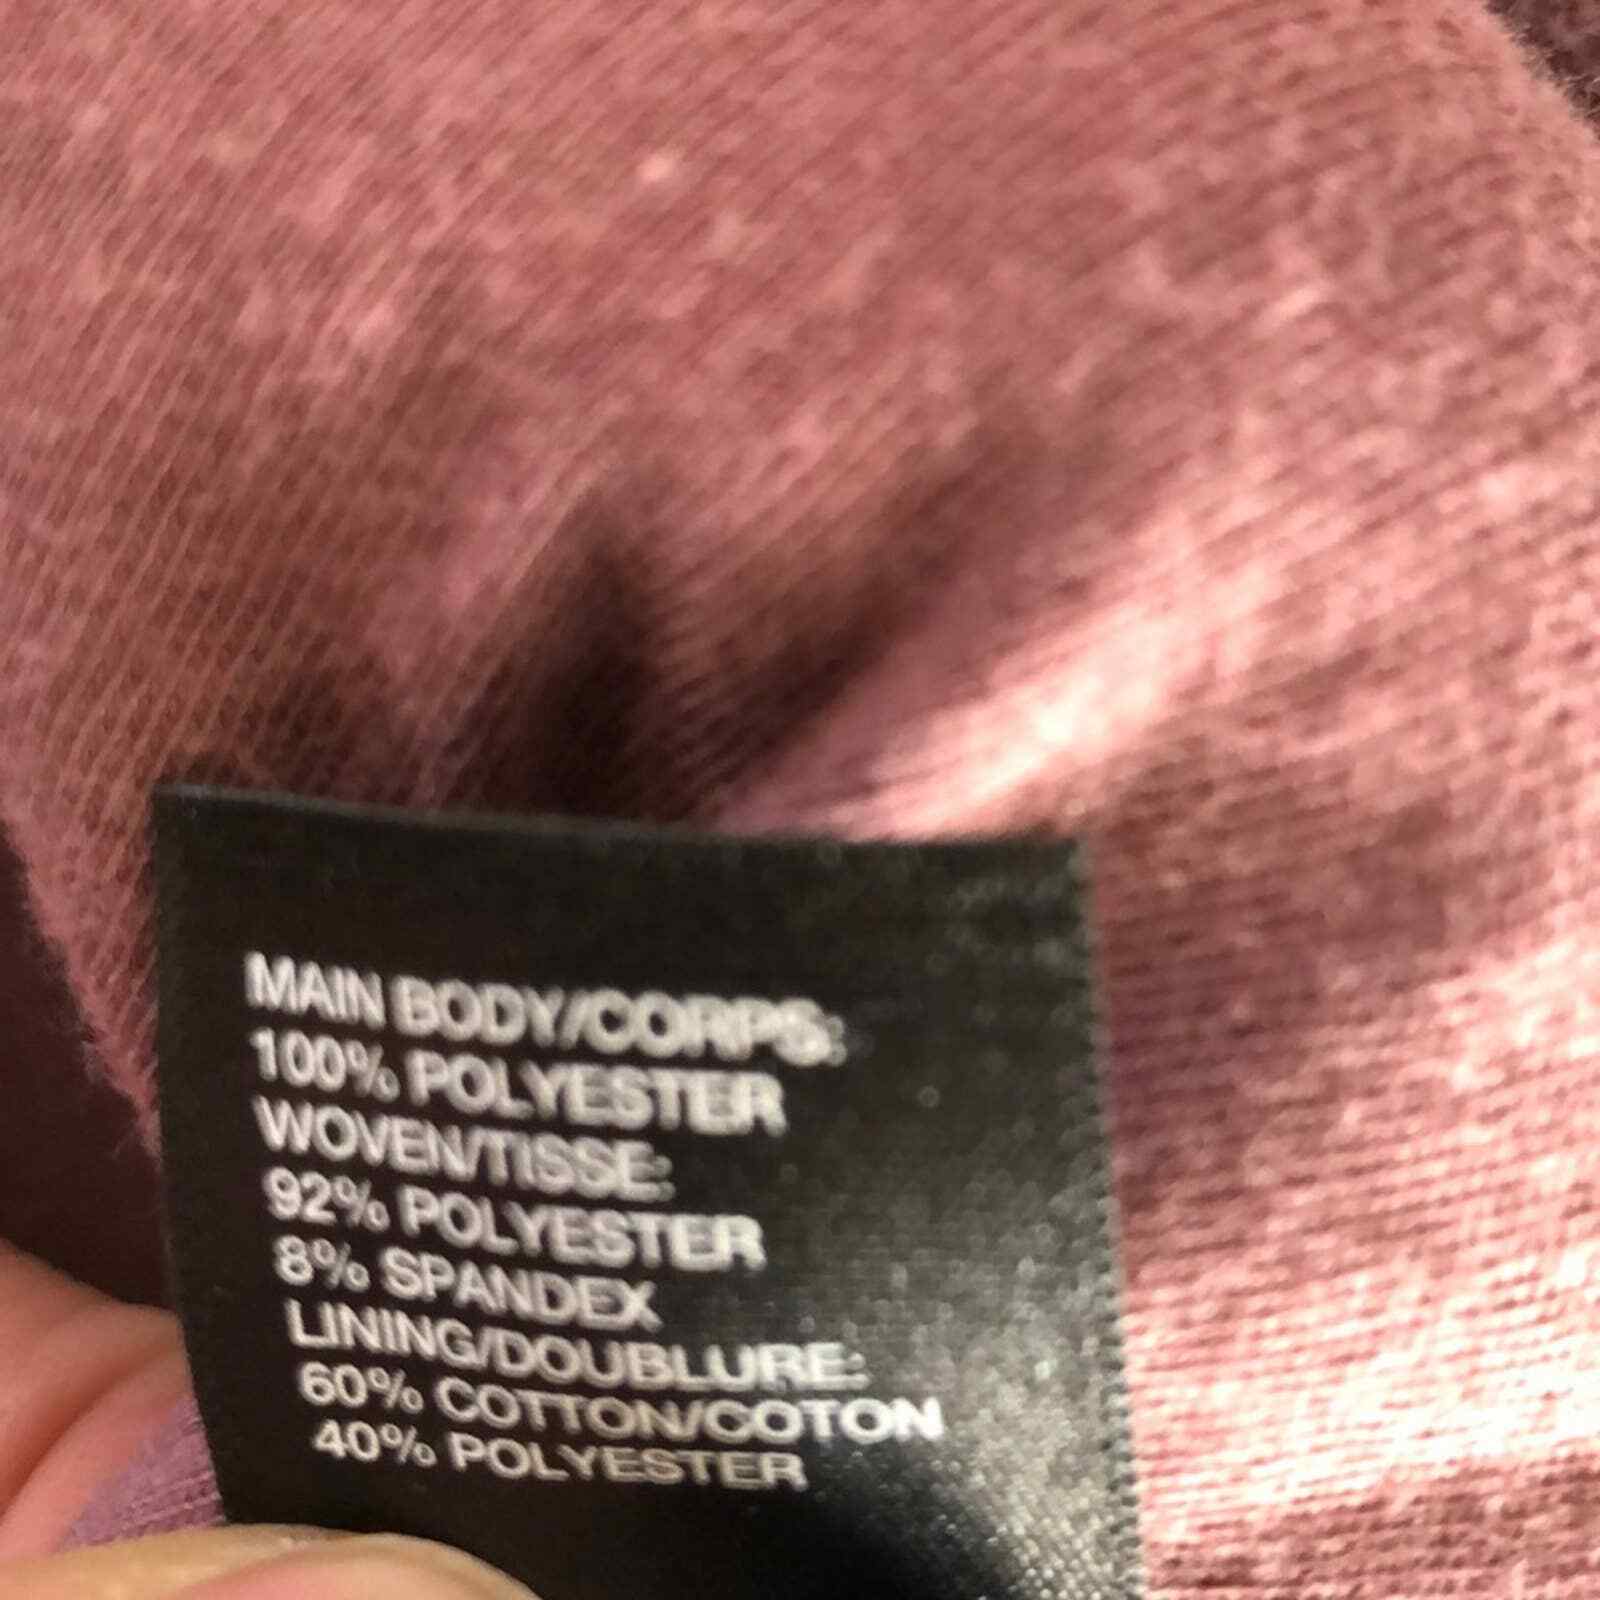 MAIN BODY/CORPS:
100% POLYESTER
WOVEN/TISSE:
92% POLYESTER
8% SPANDEX
LINING/DOUBLURE:
60% COTTON/COTON
40% POLYESTER